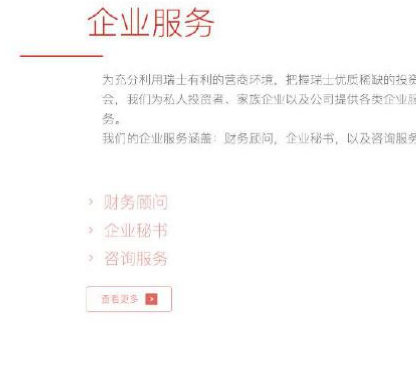 企业服务
为充分利用瑞士有利的营商环境，把握瑞士优质稀缺的投资
会，我们为私人投资者、家族企业以及公司提供各类企业服
务。
我们的企业服务涵盖：财务顾问，企业秘书，以及咨询服务
› 财务顾问
› 企业秘书
› 咨询服务
查看更多 >